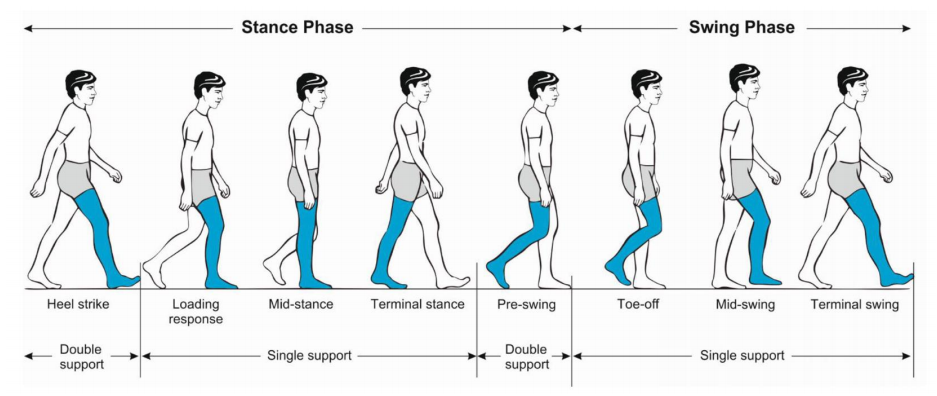 Stance Phase
Swing Phase
Heel strike
Loading
response
Mid-stance
Terminal stance
Pre-swing
Toe-off
Mid-swing
Terminal swing
Double
support
Single support
Double
support
Single support